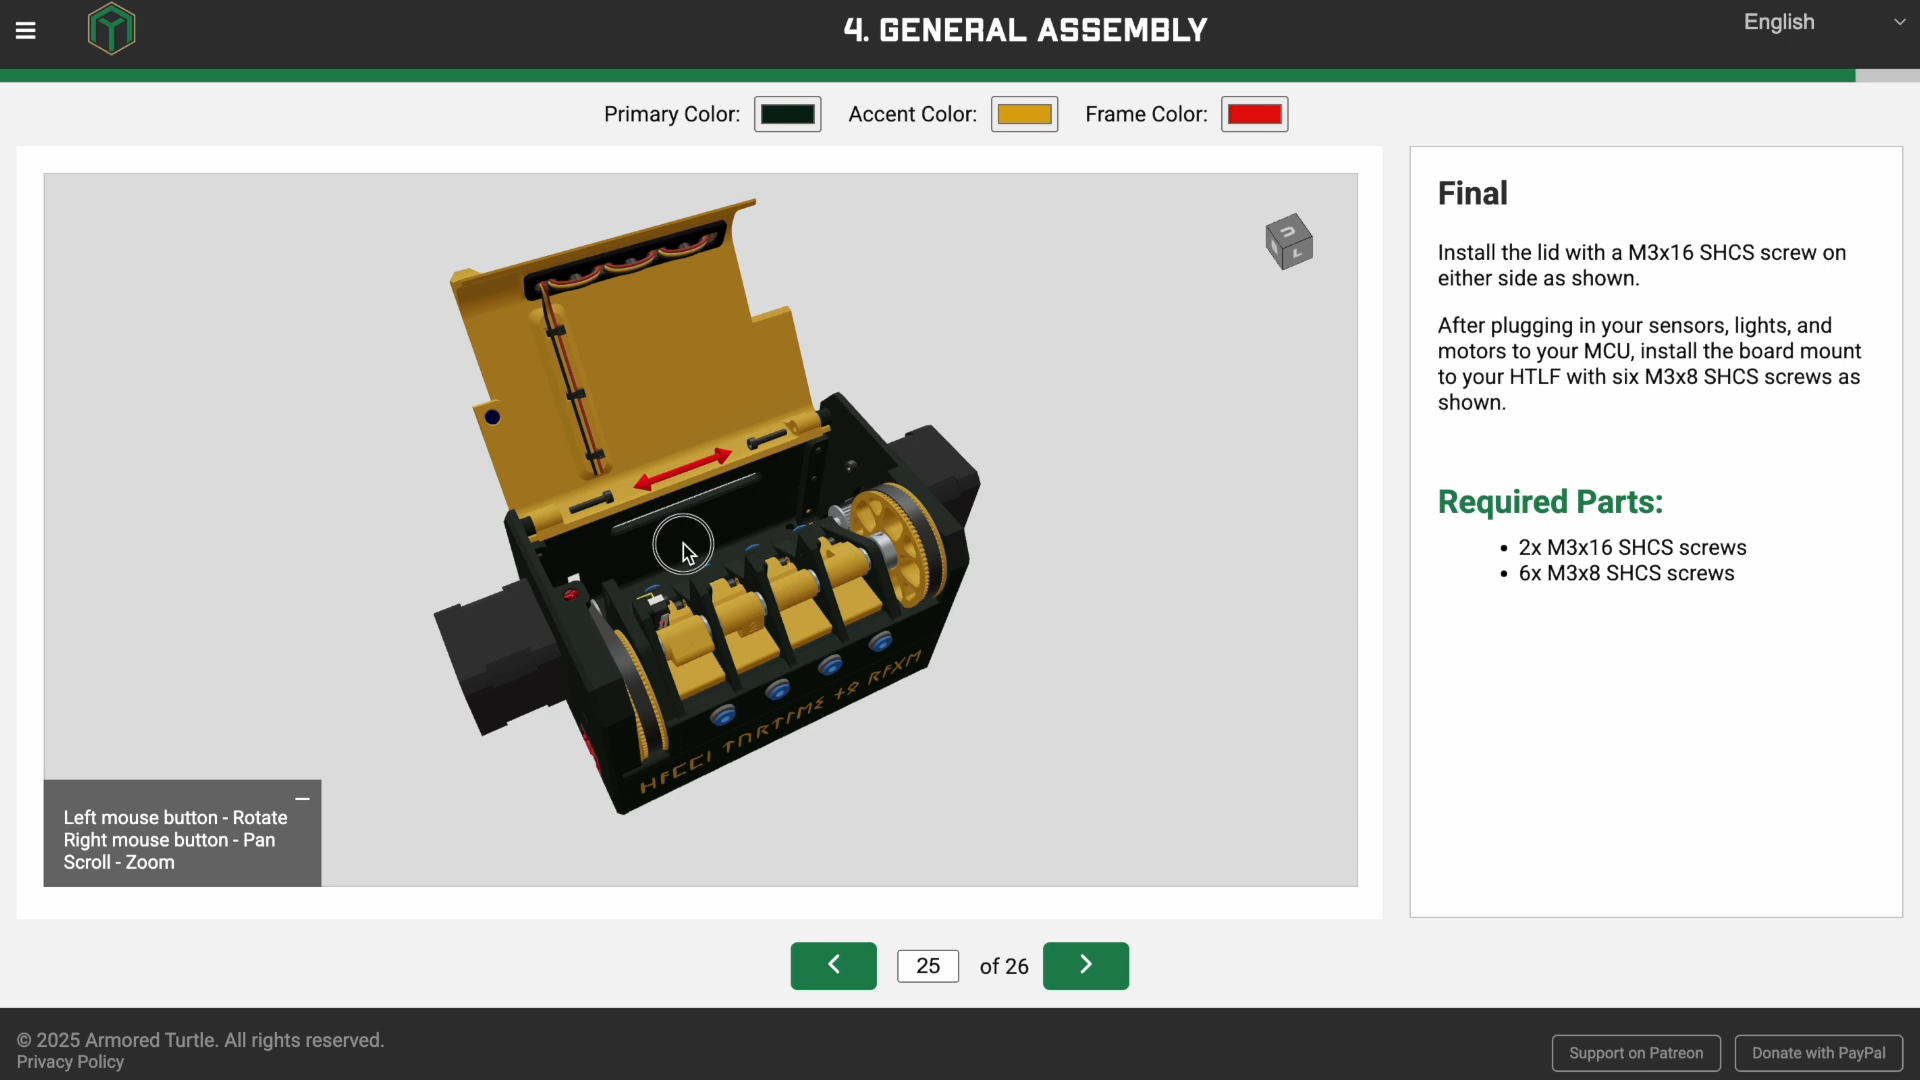 4. GENERAL ASSEMBLY
English
Primary Color:
Accent Color:
Frame Color:
U
L
Final
Install the lid with a M3x16 SHCS screw on
either side as shown.
After plugging in your sensors, lights, and
motors to your MCU, install the board mount
to your HTLF with six M3x8 SHCS screws as
shown.
Required Parts:
• 2x M3x16 SHCS screws
• 6x M3x8 SHCS screws
Left mouse button - Rotate
Right mouse button - Pan
Scroll - Zoom
25 of 26
© 2025 Armored Turtle. All rights reserved.
Privacy Policy
Support on Patreon
Donate with PayPal